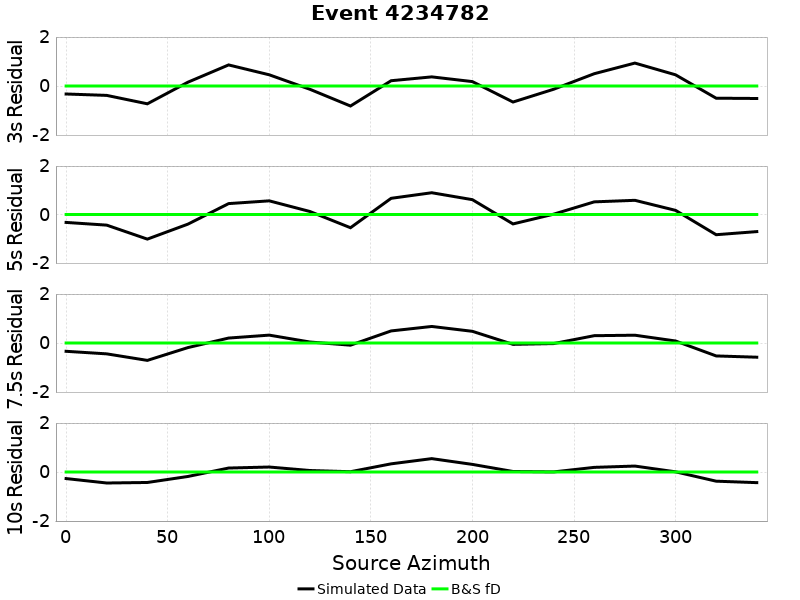 Event 4234782
3s Residual
2
0
-2
5s Residual
2
0
-2
7.5s Residual
2
0
-2
10s Residual
2
0
-2
0 50 100 150 200 250 300
Source Azimuth
Simulated Data B&S fD